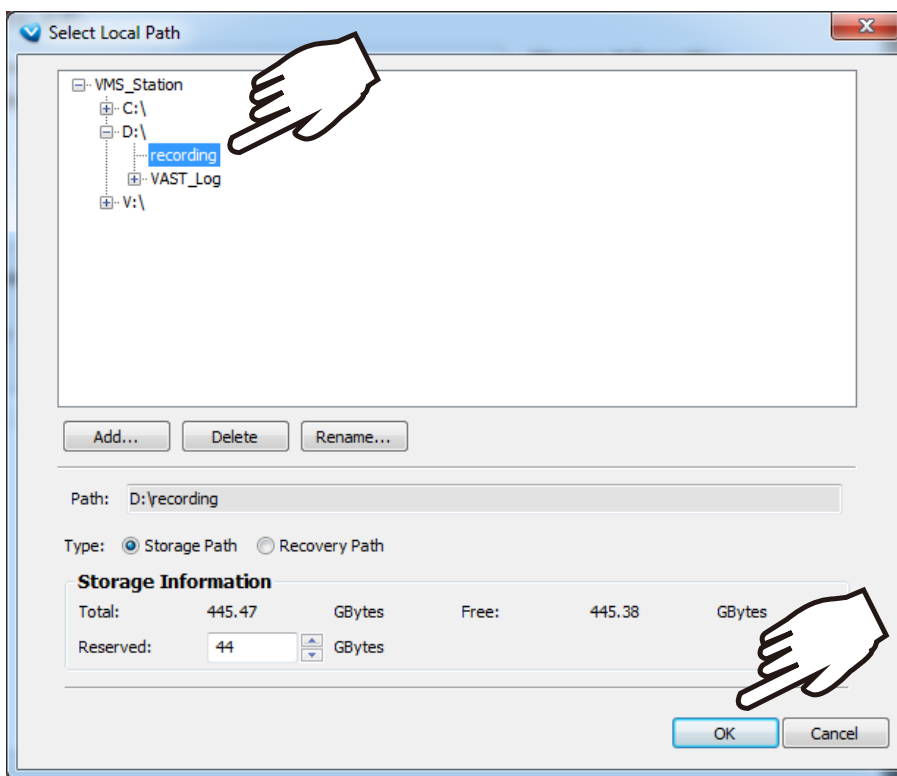 Select Local Path
VMS_Station
C:\
D:\
recording
VAST_Log
V:\
Add... Delete Rename...
Path: D:\recording
Type: Storage Path Recovery Path
Storage Information
Total: 445.47 GBytes Free: 445.38 GBytes
Reserved: 44 GBytes
OK Cancel